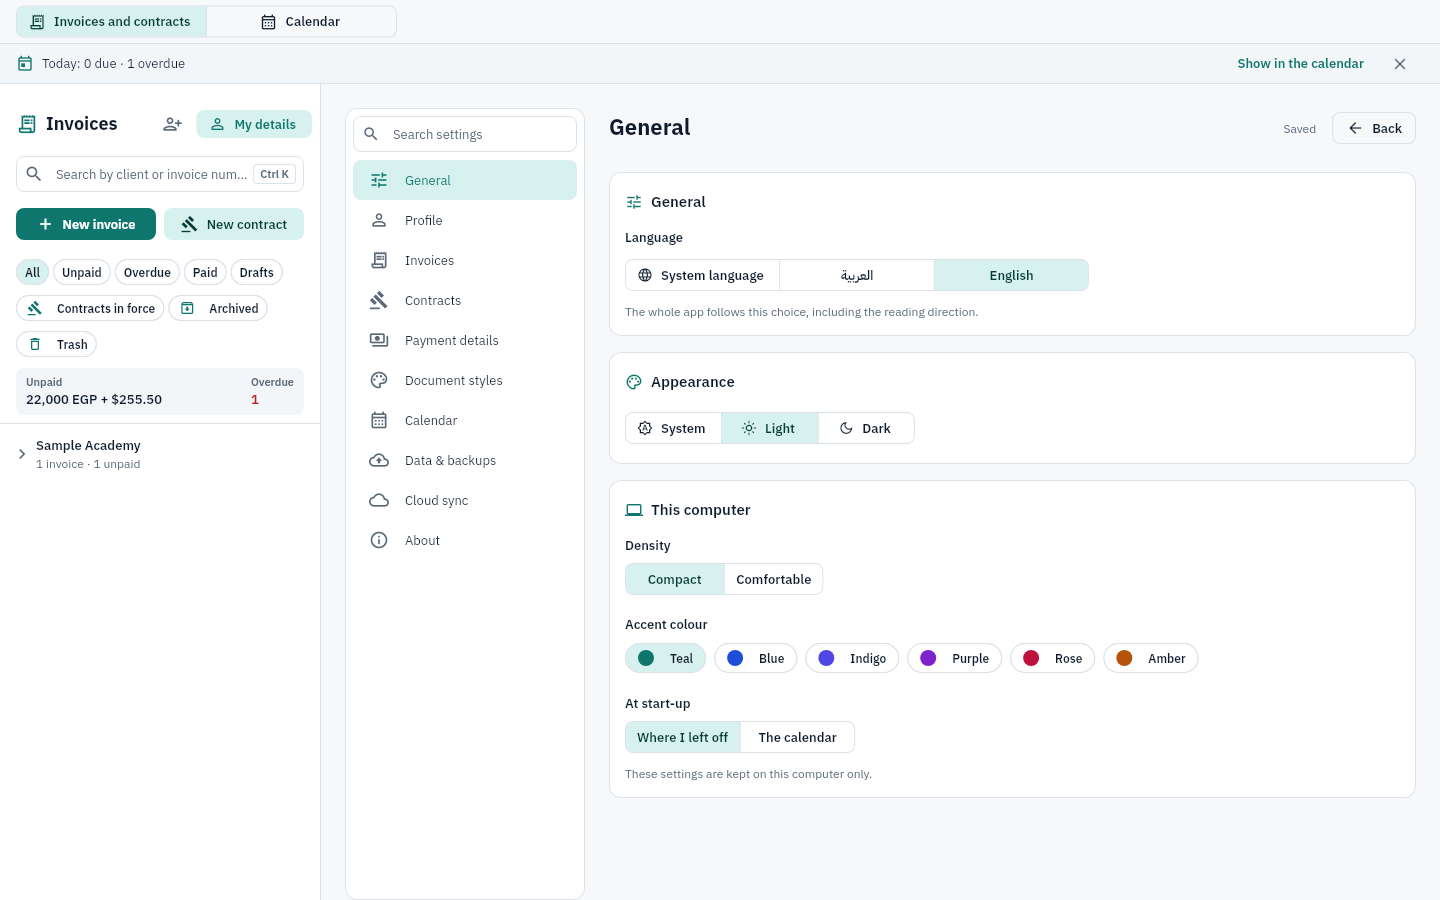 Invoices and contracts
Calendar
Today: 0 due · 1 overdue
Show in the calendar
Invoices
My details
Search by client or invoice num...
Ctrl K
New invoice
New contract
All
Unpaid
Overdue
Paid
Drafts
Contracts in force
Archived
Trash
Unpaid
Overdue
22,000 EGP + $255.50
1
Sample Academy
1 invoice · 1 unpaid
Search settings
General
Profile
Invoices
Contracts
Payment details
Document styles
Calendar
Data & backups
Cloud sync
About
General
Saved
Back
General
Language
System language
العربية
English
The whole app follows this choice, including the reading direction.
Appearance
System
Light
Dark
This computer
Density
Compact
Comfortable
Accent colour
Teal
Blue
Indigo
Purple
Rose
Amber
At start-up
Where I left off
The calendar
These settings are kept on this computer only.